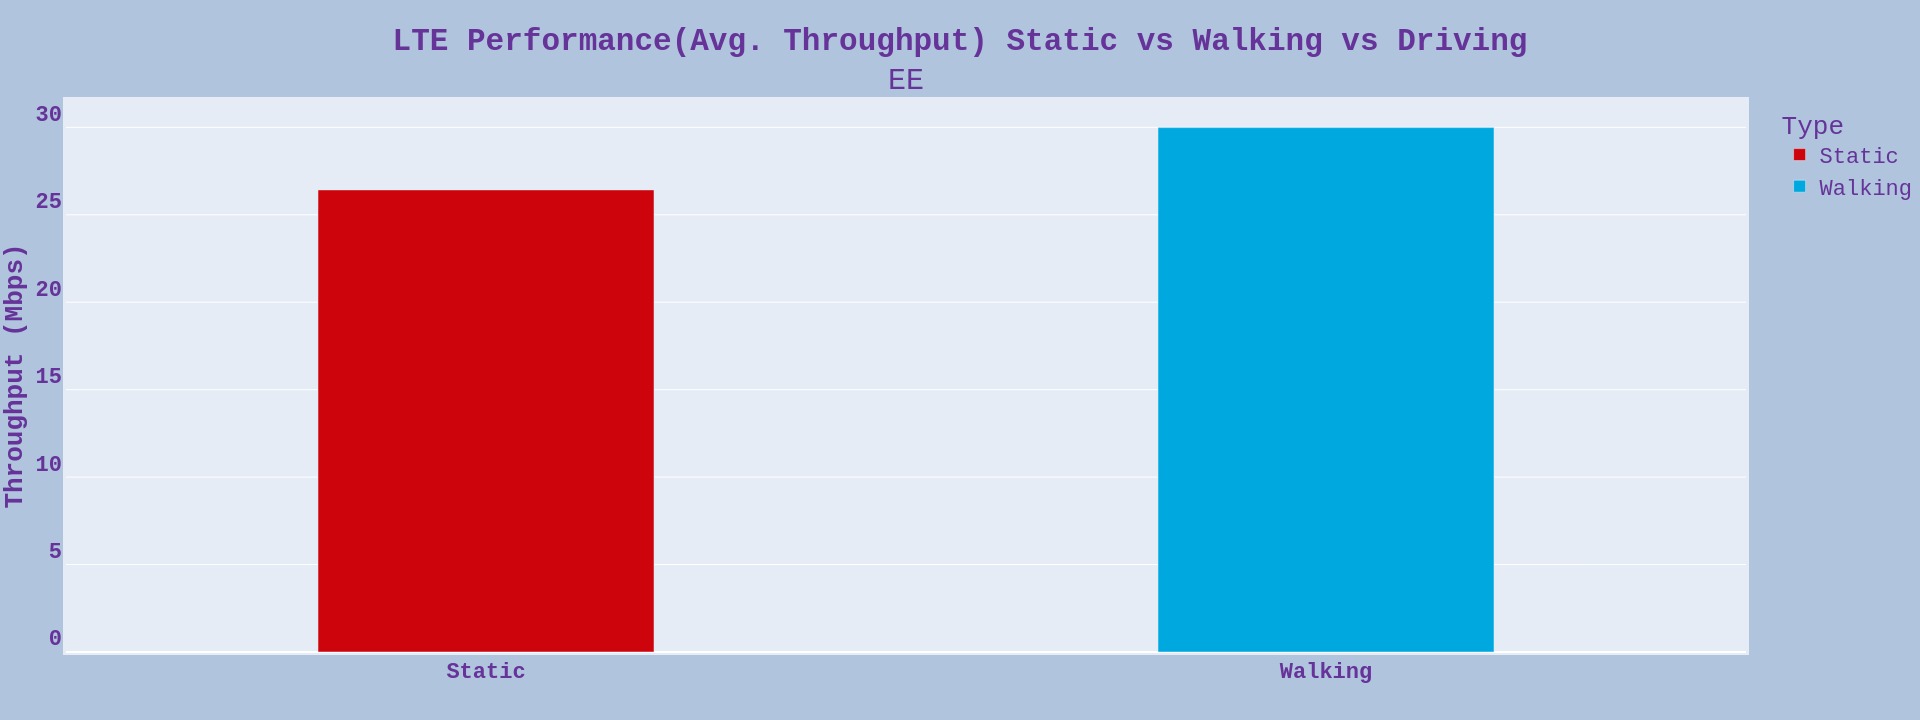 LTE Performance(Avg. Throughput) Static vs Walking vs Driving
EE
Throughput (Mbps)
30
25
20
15
10
5
0
Static
Walking
Type
Static
Walking